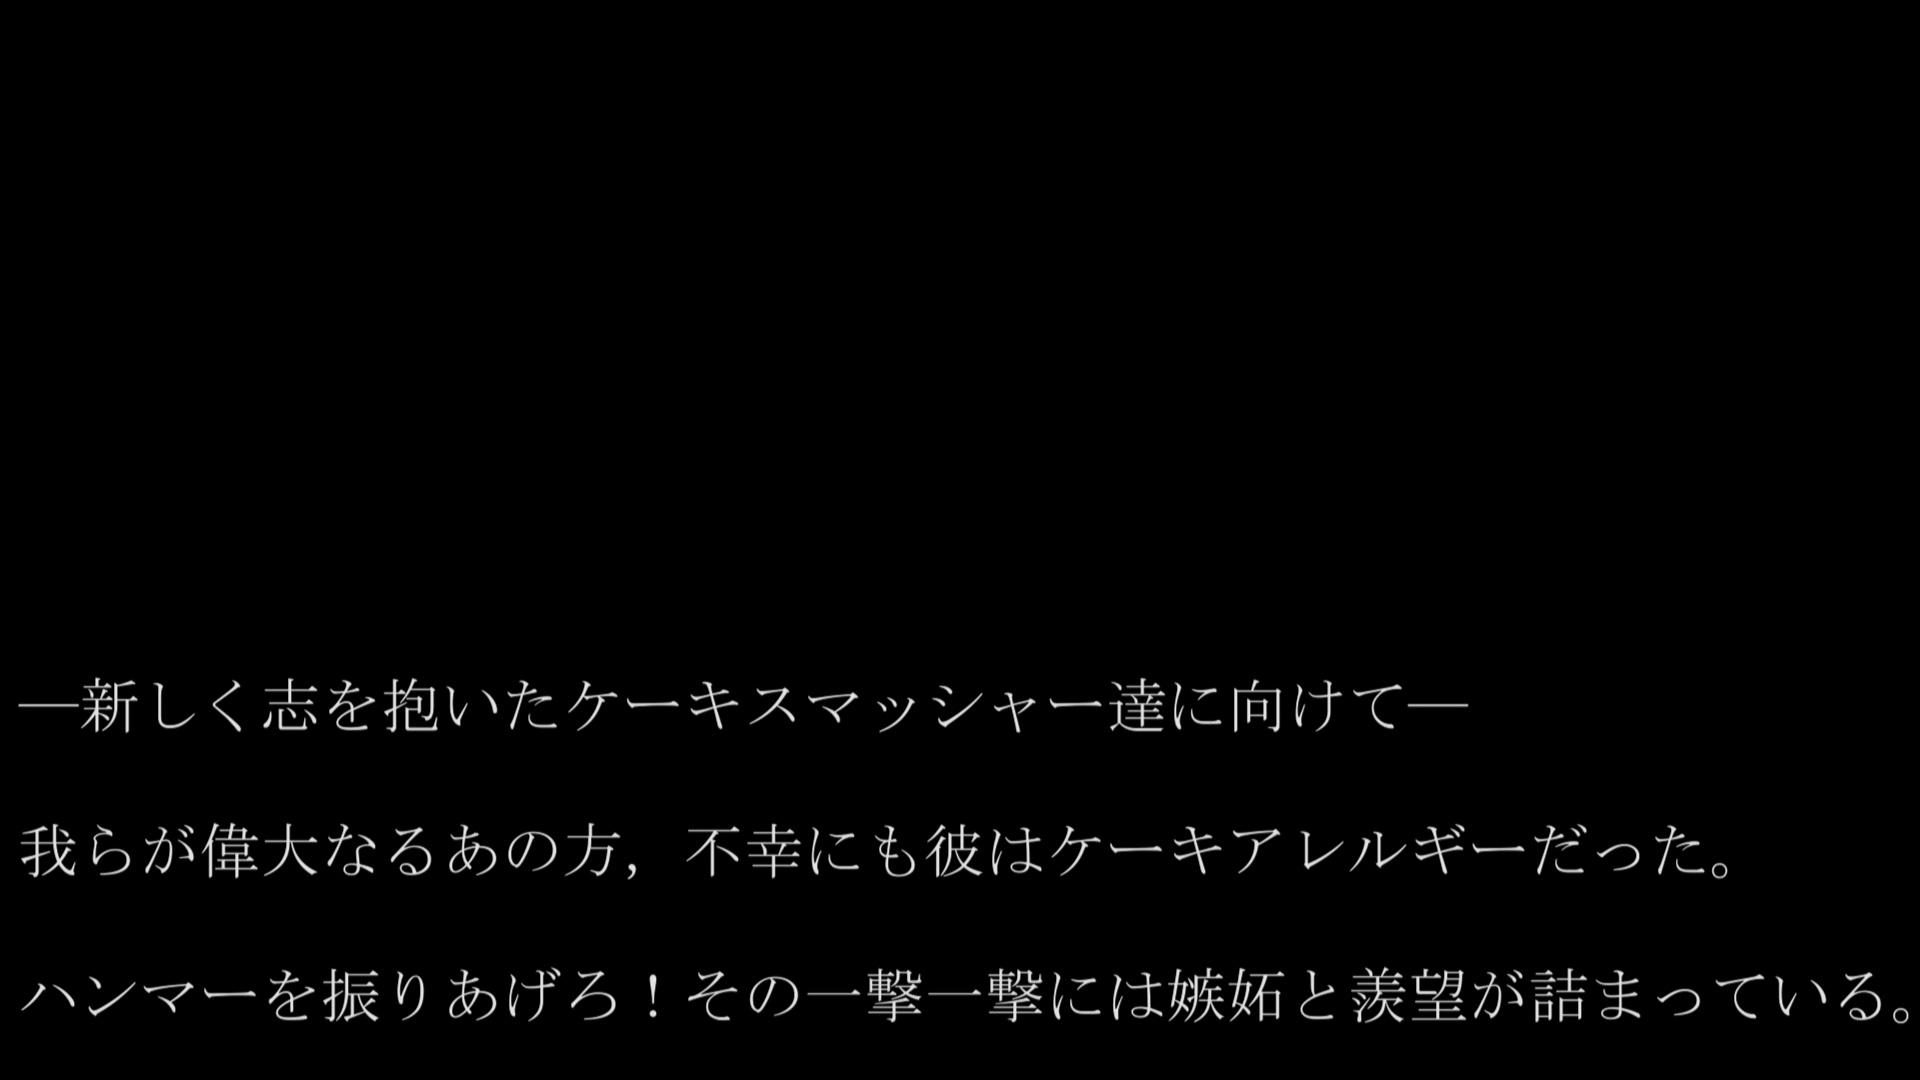 ―新しく志を抱いたケーキスマッシャー達に向けて―
我らが偉大なるあの方，不幸にも彼はケーキアレルギーだった。
ハンマーを振りあげろ！その一撃一撃には嫉妬と羨望が詰まっている。